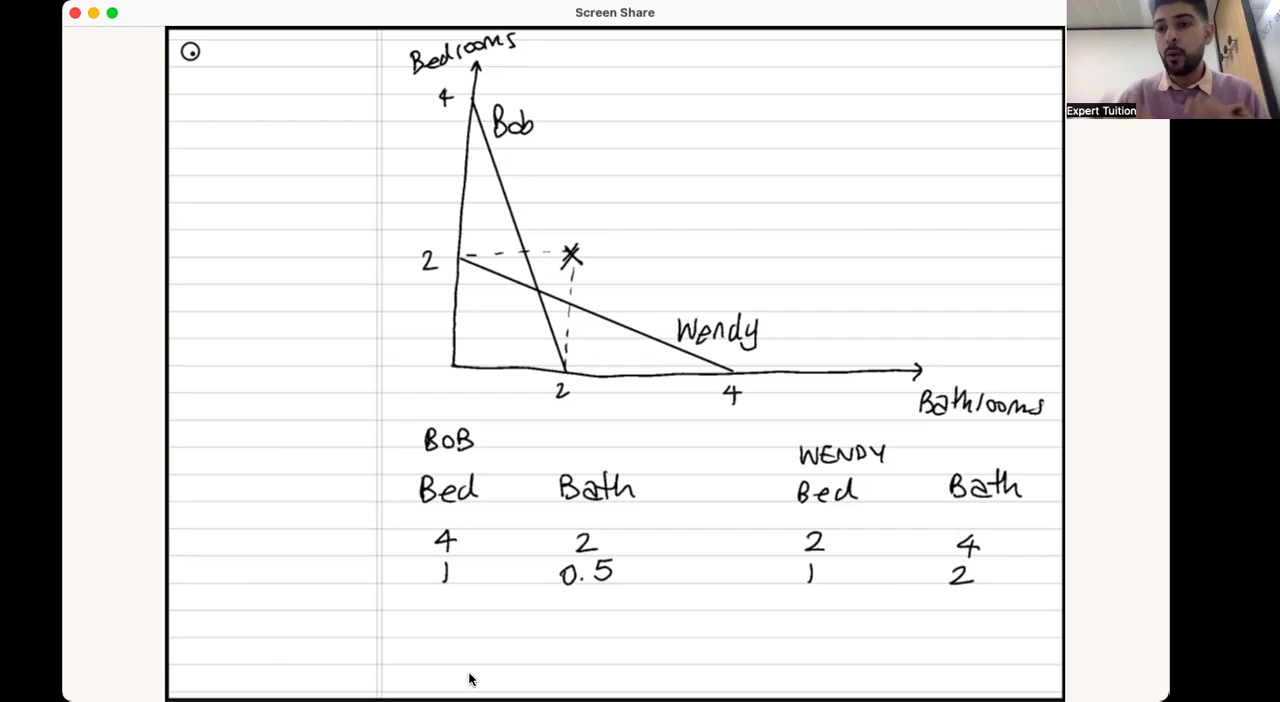 Screen Share
Expert Tuition
Bedrooms
4
Bob
2
Wendy
2 4
Bathrooms
BOB WENDY
Bed Bath Bed Bath
4 2 2 4
1 0.5 1 2